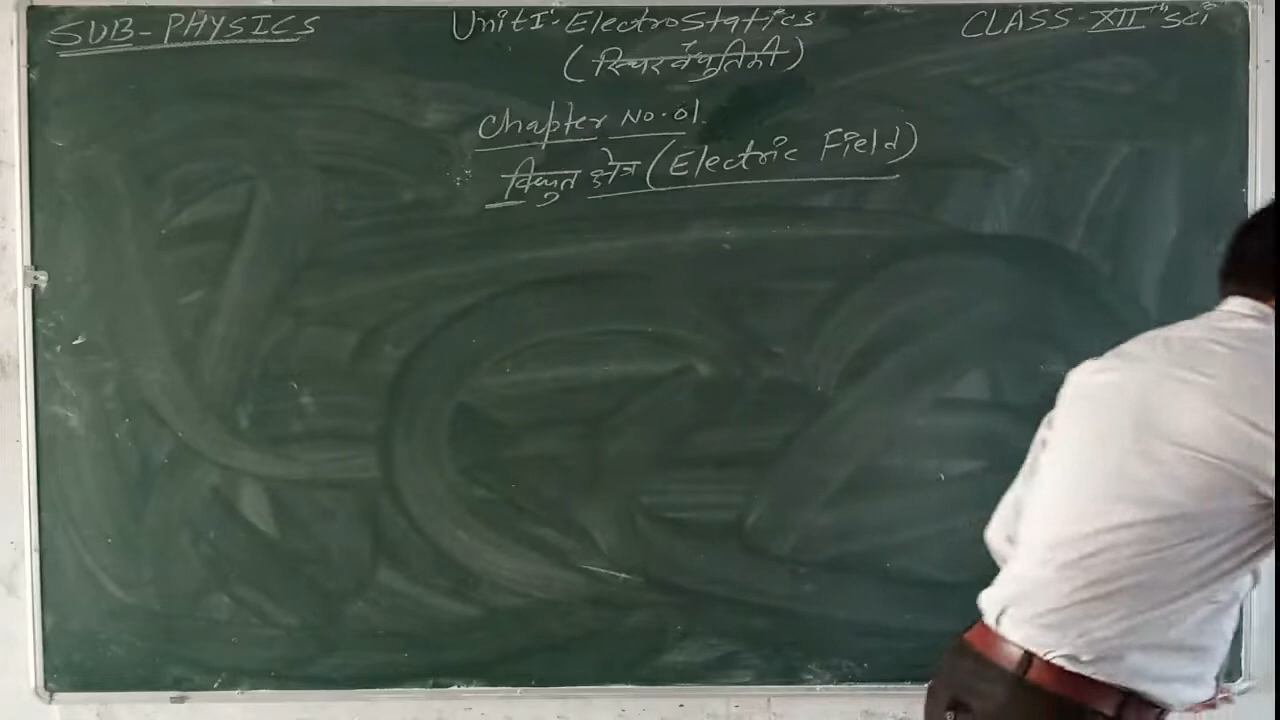 SUB-PHYSICS
Unit I: ElectroStatics
CLASS-XIIth sci
(स्थिरवैद्युतिकी)
Chapter No.01.
विद्युत क्षेत्र (Electric Field)